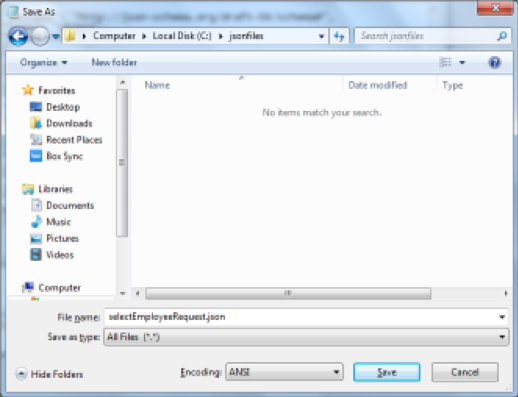 Save As
Computer ▸ Local Disk (C:) ▸ jsonfiles
Search jsonfiles
Organize
New folder
Name
Date modified
Type
No items match your search.
Favorites
Desktop
Downloads
Recent Places
Box Sync
Libraries
Documents
Music
Pictures
Videos
Computer
File name: selectEmployeeRequest.json
Save as type: All Files (*.*)
Hide Folders
Encoding: ANSI
Save
Cancel